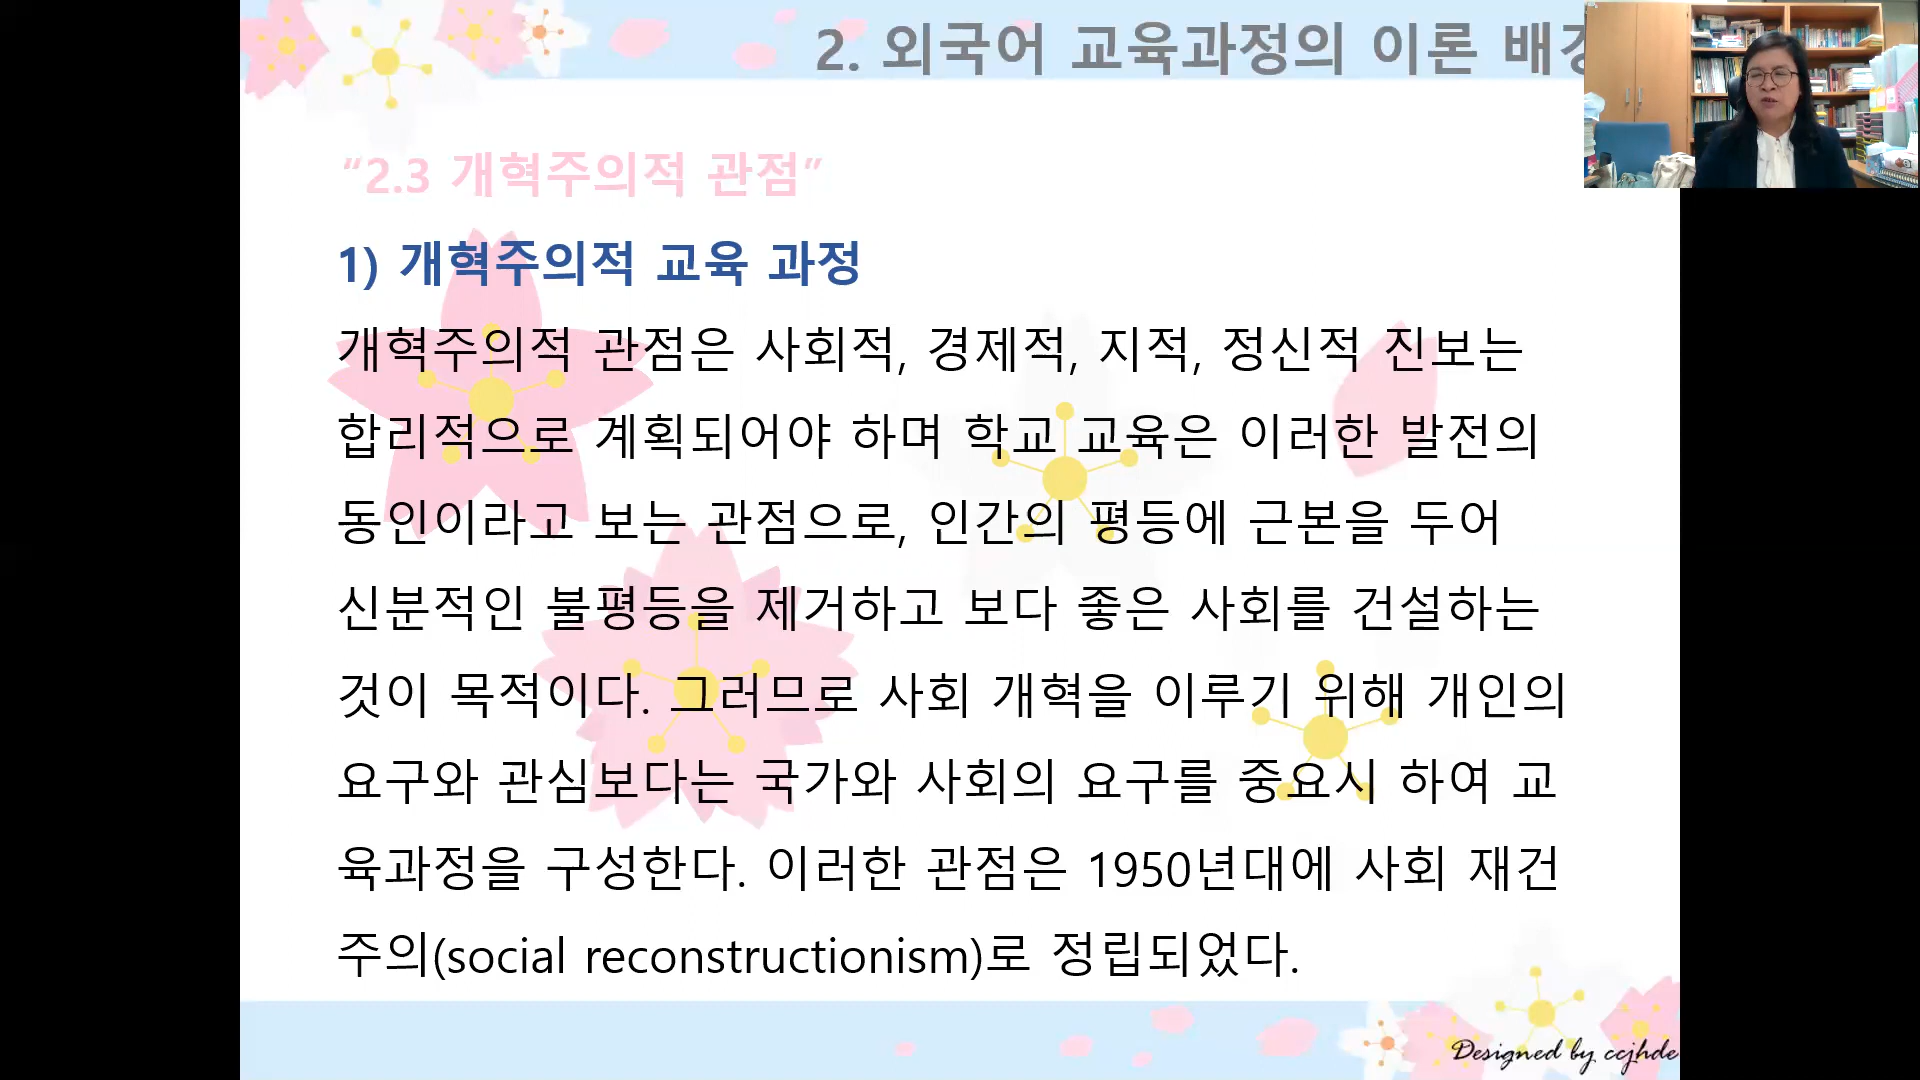 2. 외국어 교육과정의 이론
“2.3 개혁주의적 관점”
1) 개혁주의적 교육 과정
개혁주의적 관점은 사회적, 경제적, 지적, 정신적 진보는
합리적으로 계획되어야 하며 학교 교육은 이러한 발전의
동인이라고 보는 관점으로, 인간의 평등에 근본을 두어
신분적인 불평등을 제거하고 보다 좋은 사회를 건설하는
것이 목적이다. 그러므로 사회 개혁을 이루기 위해 개인의
요구와 관심보다는 국가와 사회의 요구를 중요시 하여 교
육과정을 구성한다. 이러한 관점은 1950년대에 사회 재건
주의(social reconstructionism)로 정립되었다.
Designed by ccjhde